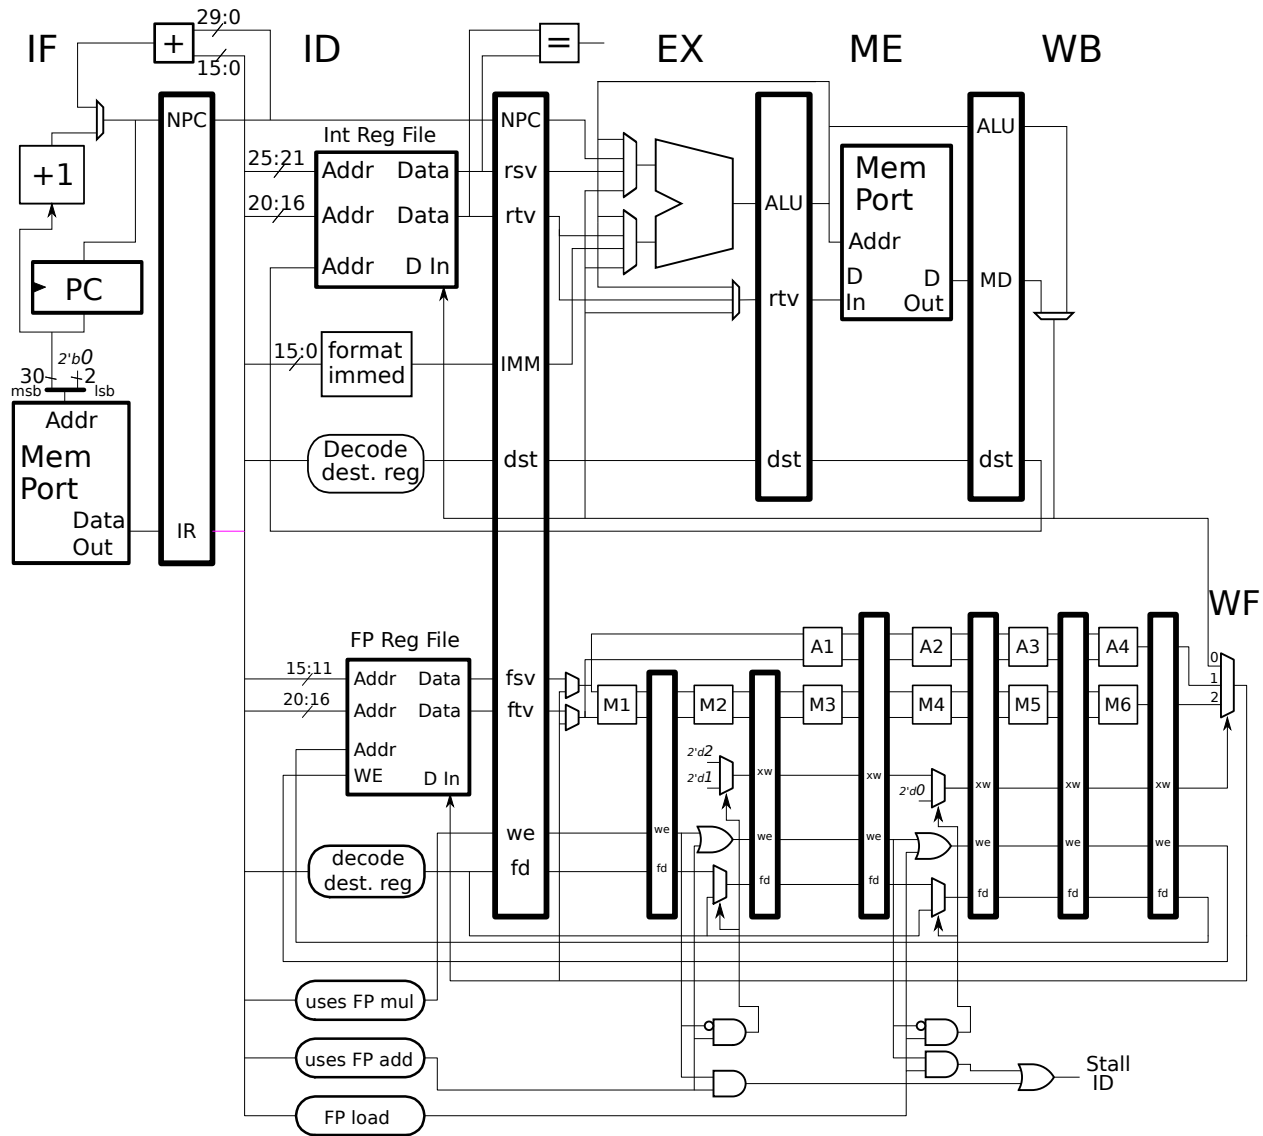 29:0
IF
+
ID
=
EX
ME
WB
15:0
NPC
NPC
ALU
Int Reg File
+1
25:21
Addr
Data
rsv
Mem
Port
20:16
Addr
Data
rtv
ALU
Addr
Addr
D In
PC
D
In
D
Out
MD
rtv
15:0
format
immed
IMM
2'b0
30
2
msb
lsb
Addr
Mem
Port
Data
Out
IR
Decode
dest. reg
dst
dst
dst
WF
FP Reg File
A1
A2
A3
A4
0
15:11
Addr
Data
fsv
1
20:16
Addr
Data
ftv
M1
M2
M3
M4
M5
M6
2
Addr
WE
D In
2'd2
2'd1
xw
xw
2'd0
xw
xw
xw
we
we
we
we
we
we
we
decode
dest. reg
fd
fd
fd
fd
fd
fd
fd
uses FP mul
uses FP add
FP load
Stall
ID